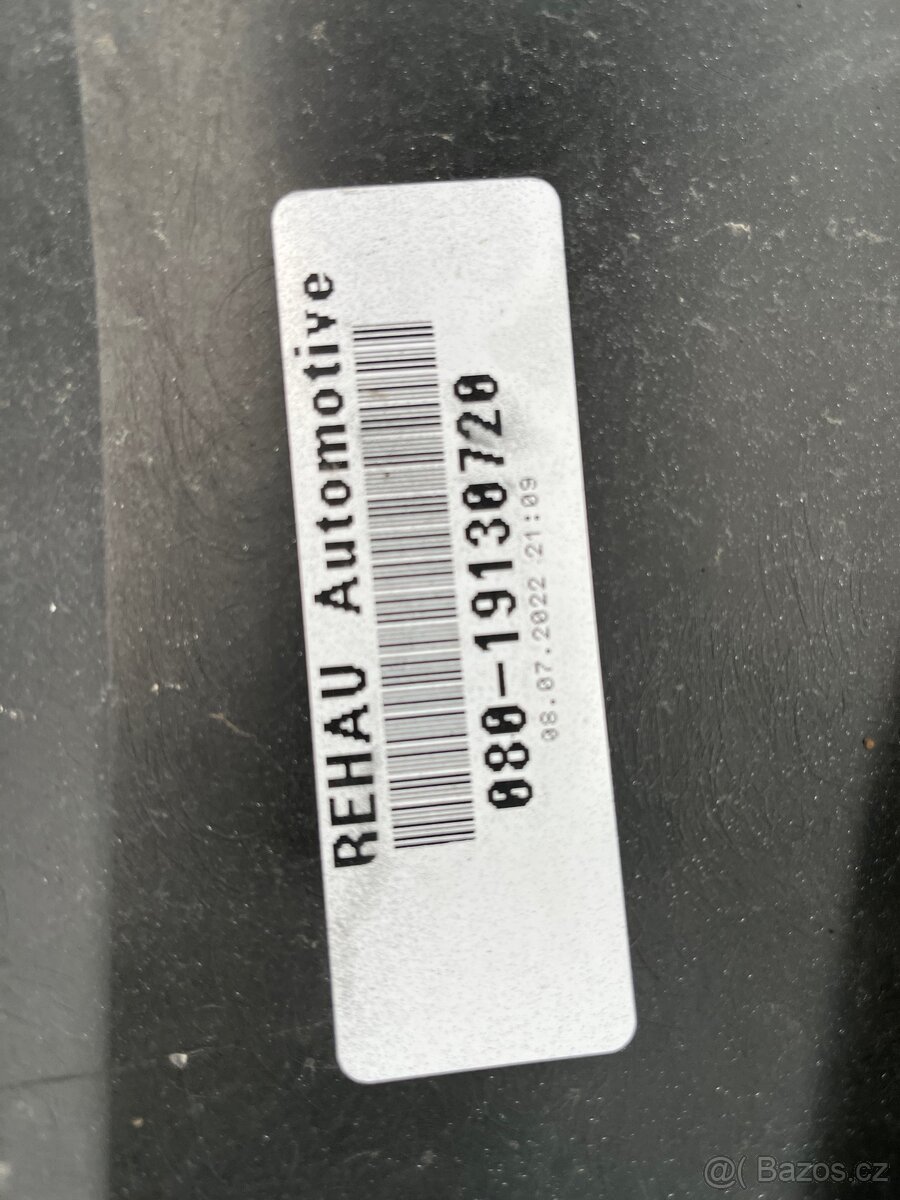 REHAU Automotive
080-19130720
08.07.2022 21:09
@( Bazos.cz